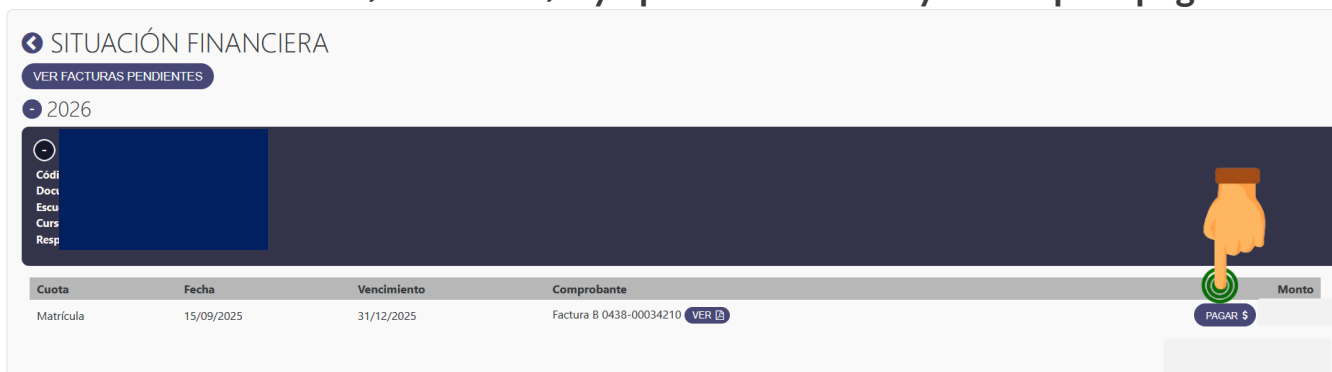 SITUACIÓN FINANCIERA
VER FACTURAS PENDIENTES
- 2026
-
Cuota Fecha Vencimiento Comprobante Monto
Matrícula 15/09/2025 31/12/2025 Factura B 0438-00034210 VER PAGAR $